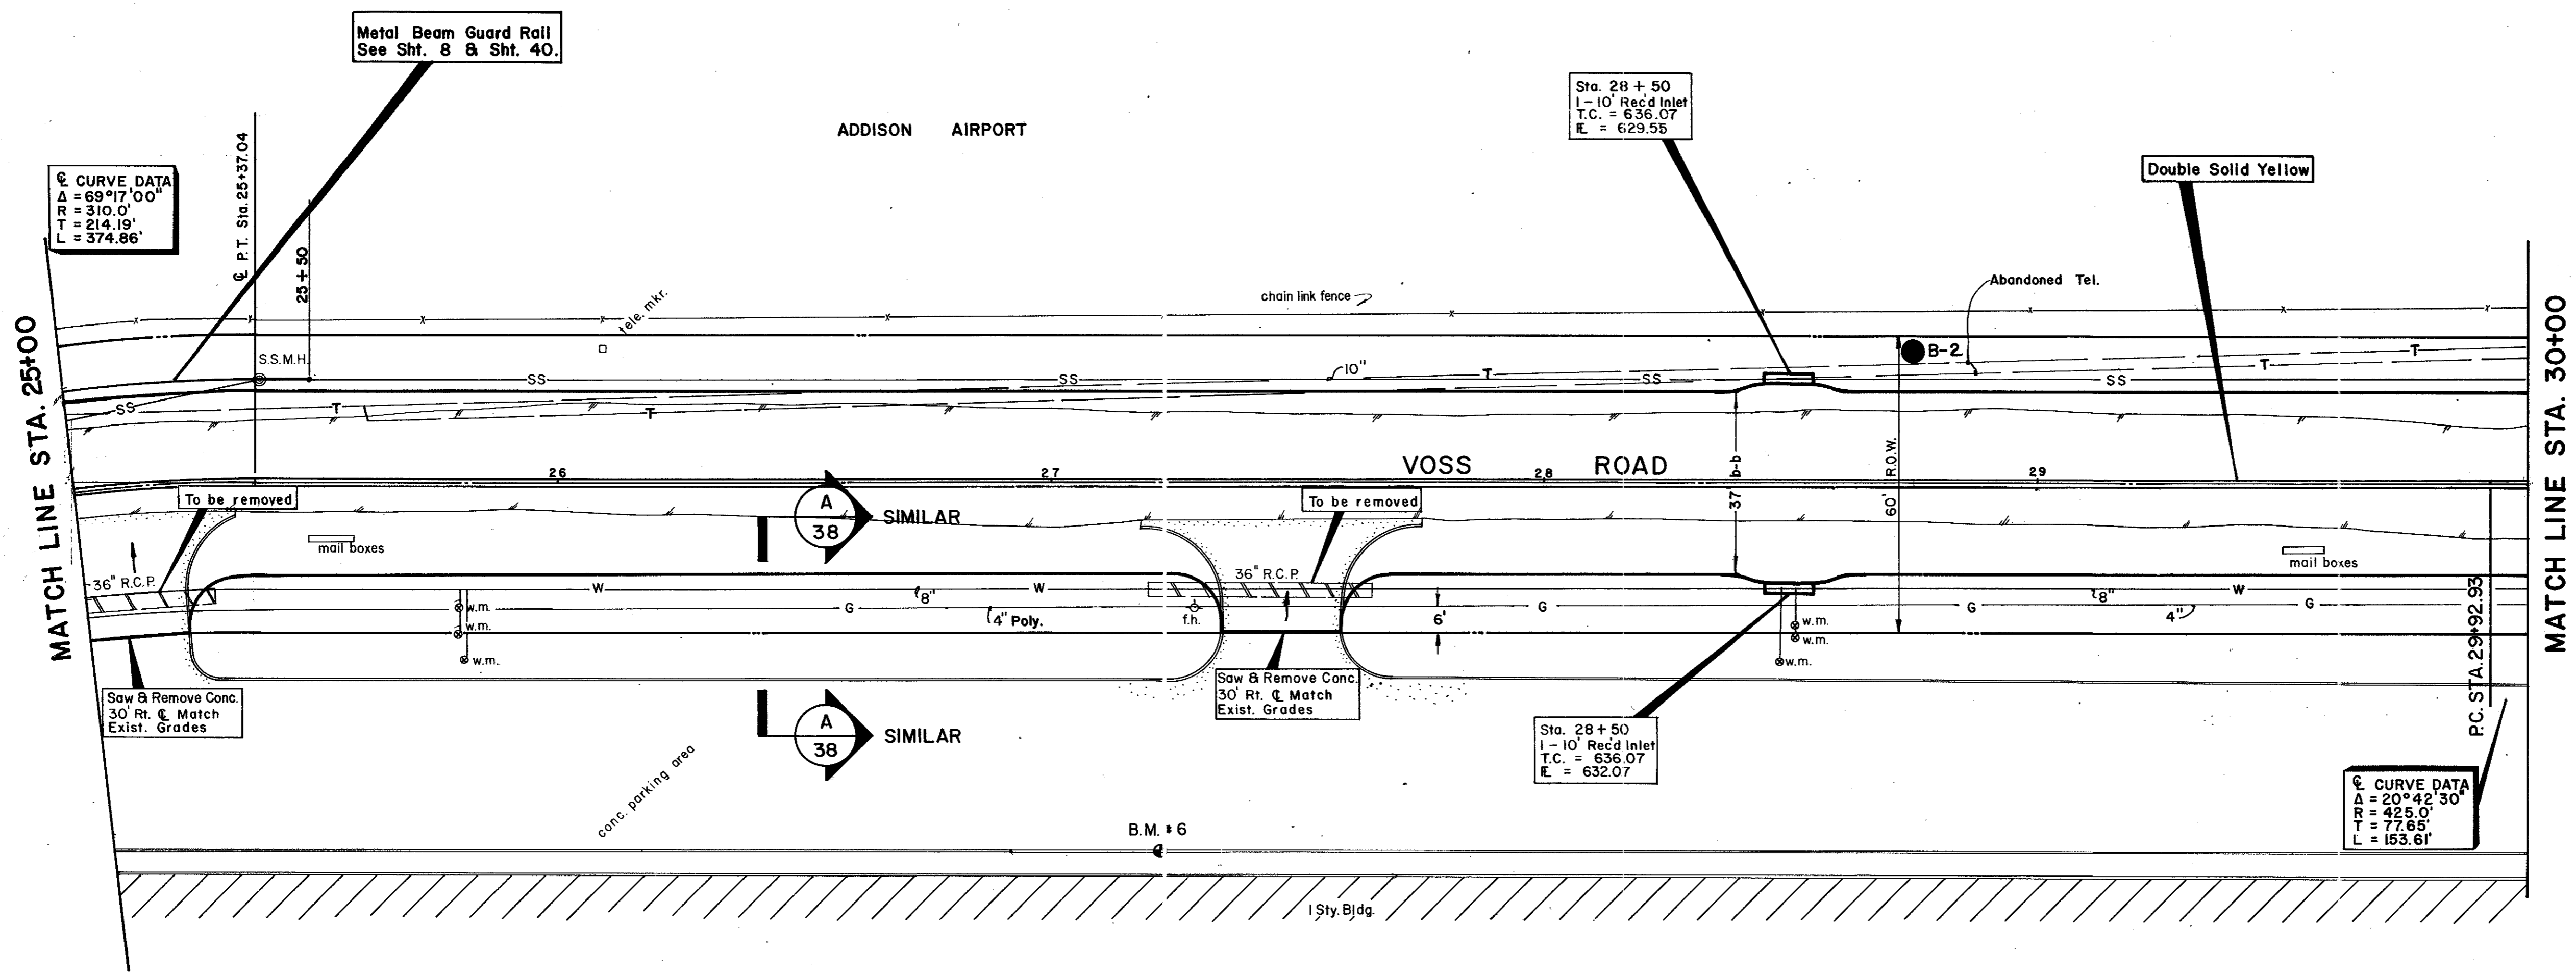 Metal Beam Guard Rail
See Sht. 8 & Sht. 40.
ADDISON AIRPORT
Sta. 28 + 50
1 - 10' Rec'd Inlet
T.C. = 636.07
FL = 629.55
Double Solid Yellow
℄ CURVE DATA
Δ = 69°17'00"
R = 310.0'
T = 214.19'
L = 374.86'
℄ P.T. Sta. 25+37.04
25+50
tele. mkr.
chain link fence
Abandoned Tel.
MATCH LINE STA. 25+00
MATCH LINE STA. 30+00
S.S.M.H.
B-2
10"
SS
SS
SS
SS
SS
T
T
T
T
T
VOSS ROAD
26
27
28
29
37' b-b
60' R.O.W.
To be removed
To be removed
A
38
SIMILAR
mail boxes
mail boxes
36" R.C.P.
36" R.C.P.
W
W
W
8"
8"
G
G
G
G
4" Poly.
4"
f.h.
6'
w.m.
w.m.
w.m.
w.m.
w.m.
w.m.
P.C. STA. 29+92.93
Saw & Remove Conc.
30' Rt. ℄ Match
Exist. Grades
Saw & Remove Conc.
30' Rt. ℄ Match
Exist. Grades
A
38
SIMILAR
Sta. 28 + 50
1 - 10' Rec'd Inlet
T.C. = 636.07
FL = 632.07
conc. parking area
℄ CURVE DATA
Δ = 20°42'30"
R = 425.0'
T = 77.65'
L = 153.61'
B.M. #6
1 Sty. Bldg.